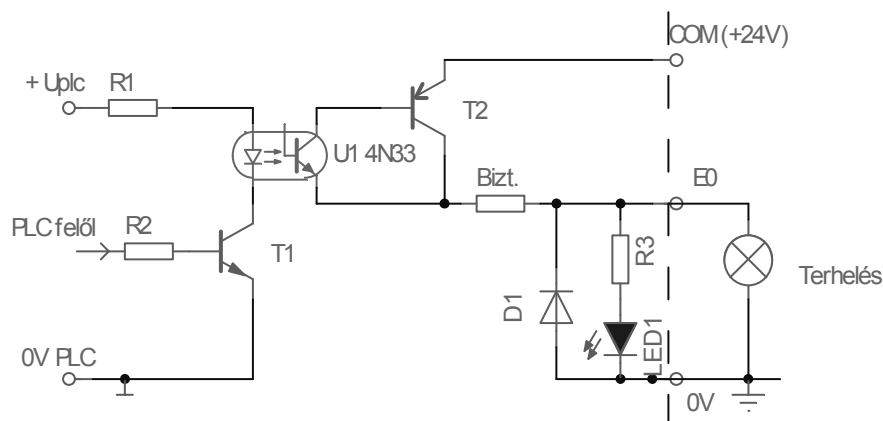 COM (+24V)
+ Uplc
R1
T2
U1 4N33
Bizt.
E0
PLC felől
R2
T1
R3
Terhelés
D1
LED1
0V PLC
0V